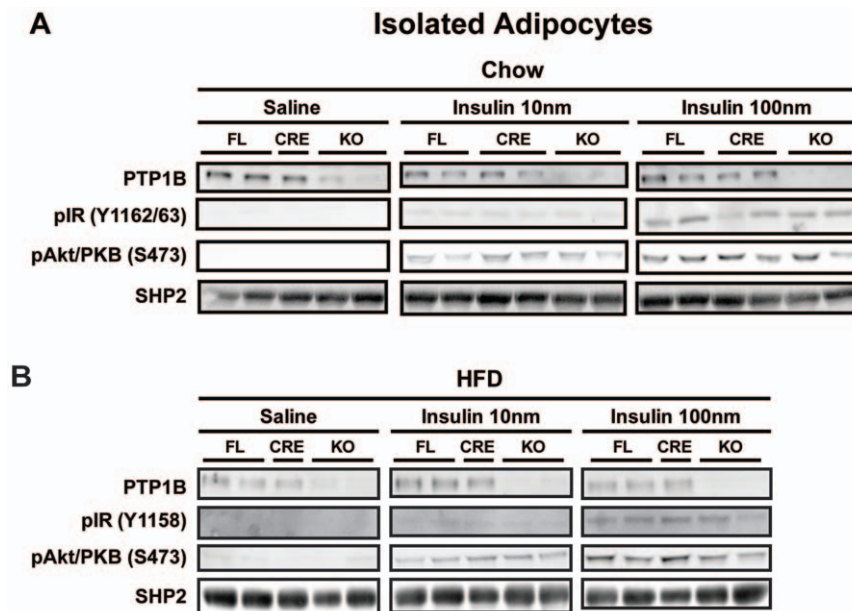 A
Isolated Adipocytes
Chow
Saline Insulin 10nm Insulin 100nm
FL CRE KO FL CRE KO FL CRE KO
PTP1B
pIR (Y1162/63)
pAkt/PKB (S473)
SHP2
B
HFD
Saline Insulin 10nm Insulin 100nm
FL CRE KO FL CRE KO FL CRE KO
PTP1B
pIR (Y1158)
pAkt/PKB (S473)
SHP2